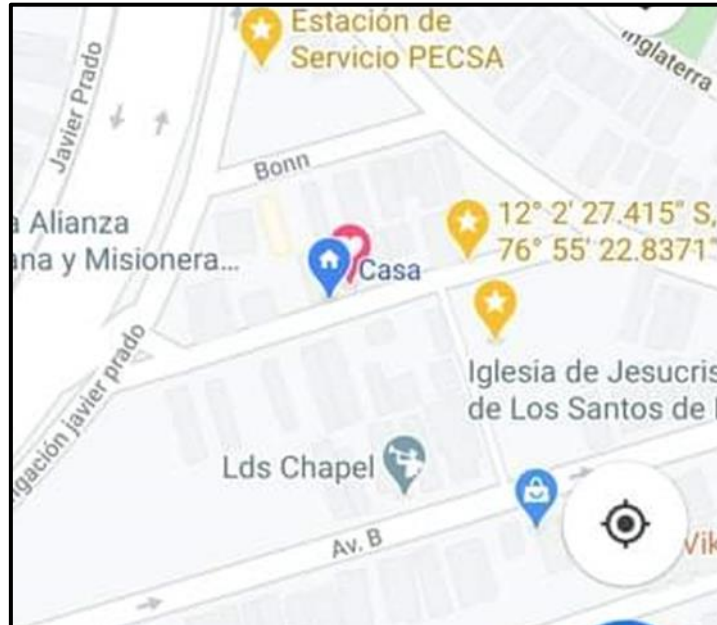 Estación de
Servicio PECSA
Inglaterra
Javier Prado
Bonn
a Alianza
ana y Misionera...
12° 2' 27.415" S,
76° 55' 22.8371"
Casa
igación javier prado
Iglesia de Jesucris
de Los Santos de
Lds Chapel
Av. B
Vik